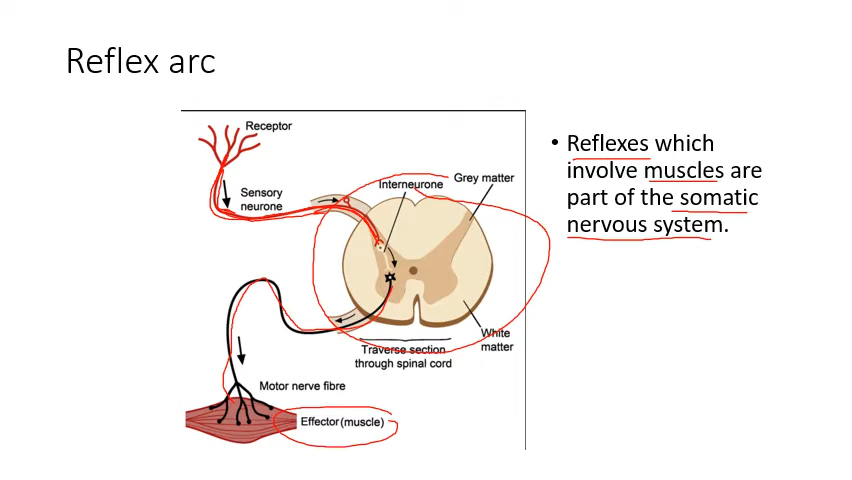 Reflex arc
Receptor
Sensory
neurone
Interneurone
Grey matter
White
matter
Traverse section
through spinal cord
Motor nerve fibre
Effector (muscle)
• Reflexes which
involve muscles are
part of the somatic
nervous system.